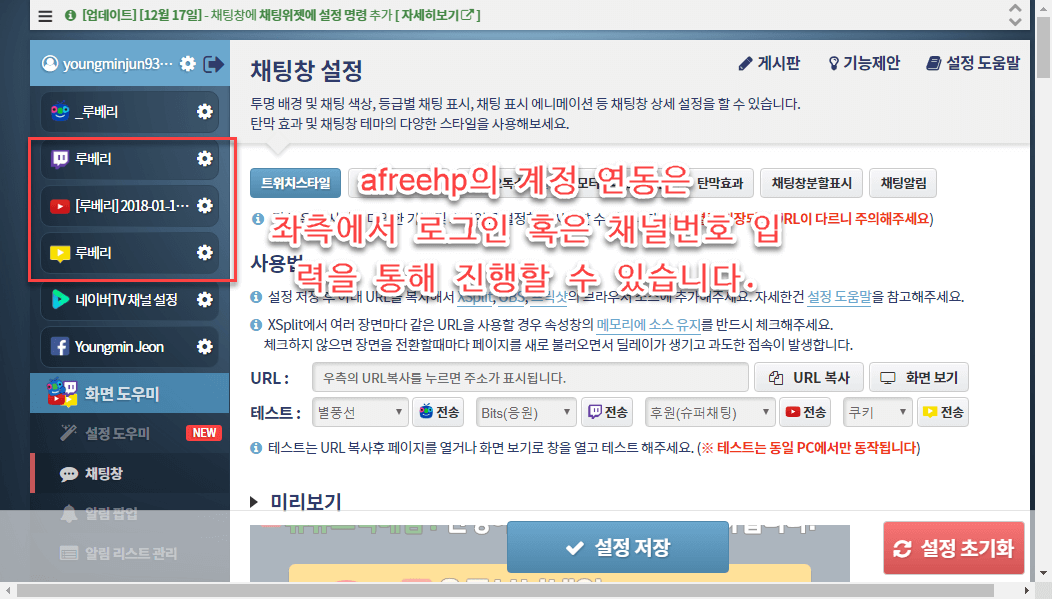 [업데이트] [12월 17일] - 채팅창에 채팅위젯에 설정 명령 추가 [ 자세히보기 ]
youngminjun93···
_루베리
루베리
[루베리] 2018-01-1···
루베리
네이버TV 채널 설정
Youngmin Jeon
화면 도우미
설정 도우미 NEW
채팅창
알림 팝업
알림 리스트 관리
채팅창 설정
게시판 기능제안 설정 도움말
투명 배경 및 채팅 색상, 등급별 채팅 표시, 채팅 표시 에니메이션 등 채팅창 상세 설정을 할 수 있습니다.
탄막 효과 및 채팅창 테마의 다양한 스타일을 사용해보세요.
트위치스타일 탄막효과 채팅창분할표시 채팅알림
afreehp의 계정 연동은
URL이 다르니 주의해주세요)
좌측에서 로그인 혹은 채널번호 입
사용법
력을 통해 진행할 수 있습니다.
설정 저장 후 아래 URL을 복사해서 XSplit, OBS, 의 브라우저 소스에 추가해주세요. 자세한건 설정 도움말을 참고해주세요.
XSplit에서 여러 장면마다 같은 URL을 사용할 경우 속성창의 메모리에 소스 유지를 반드시 체크해주세요.
체크하지 않으면 장면을 전환할때마다 페이지를 새로 불러오면서 딜레이가 생기고 과도한 접속이 발생합니다.
URL : 우측의 URL복사를 누르면 주소가 표시됩니다. URL 복사 화면 보기
테스트 : 별풍선 전송 Bits(응원) 전송 후원(슈퍼채팅) 전송 쿠키 전송
테스트는 URL 복사후 페이지를 열거나 화면 보기로 창을 열고 테스트 해주세요. (※ 테스트는 동일 PC에서만 동작됩니다)
미리보기
설정 저장
설정 초기화